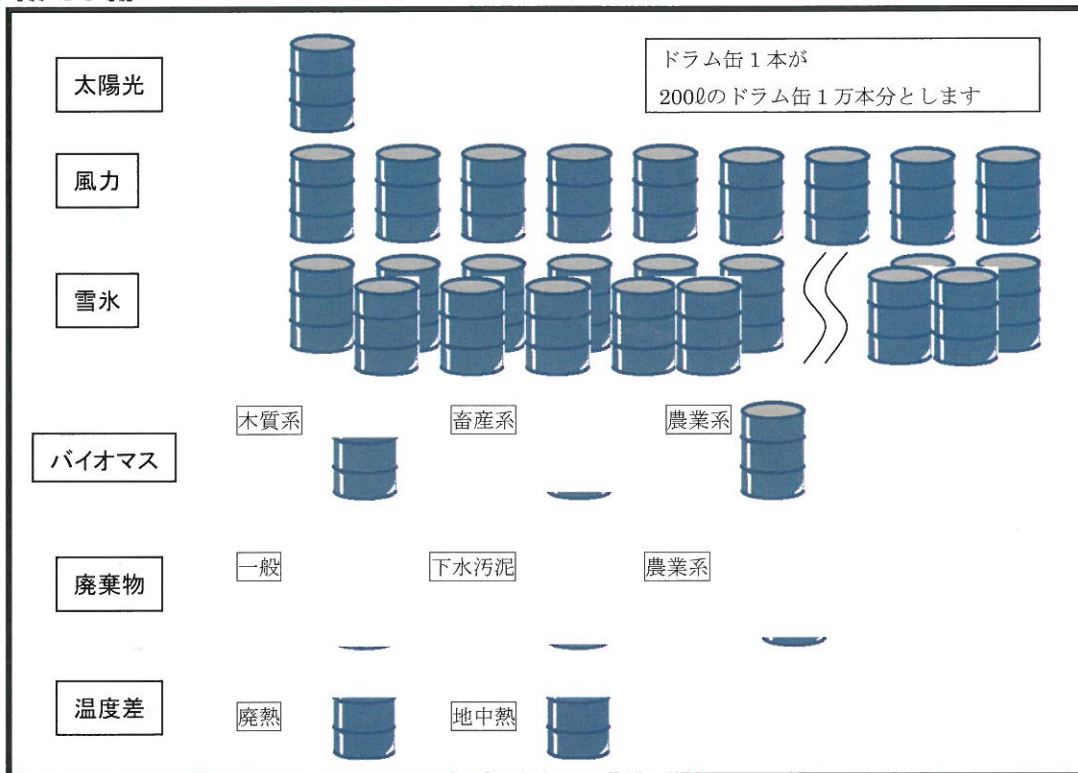 太陽光
ドラム缶1本が
200ℓのドラム缶1万本分とします
風力
雪氷
木質系 畜産系 農業系
バイオマス
一般 下水汚泥 農業系
廃棄物
温度差
廃熱 地中熱